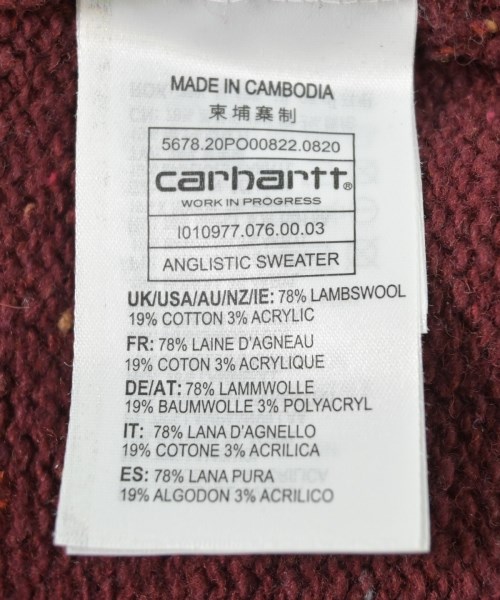 MADE IN CAMBODIA
柬埔寨制
5678.20PO00822.0820
carhartt®
WORK IN PROGRESS
I010977.076.00.03
ANGLISTIC SWEATER
UK/USA/AU/NZ/IE: 78% LAMBSWOOL
19% COTTON 3% ACRYLIC
FR: 78% LAINE D'AGNEAU
19% COTON 3% ACRYLIQUE
DE/AT: 78% LAMMWOLLE
19% BAUMWOLLE 3% POLYACRYL
IT: 78% LANA D'AGNELLO
19% COTONE 3% ACRILICA
ES: 78% LANA PURA
19% ALGODON 3% ACRILICO